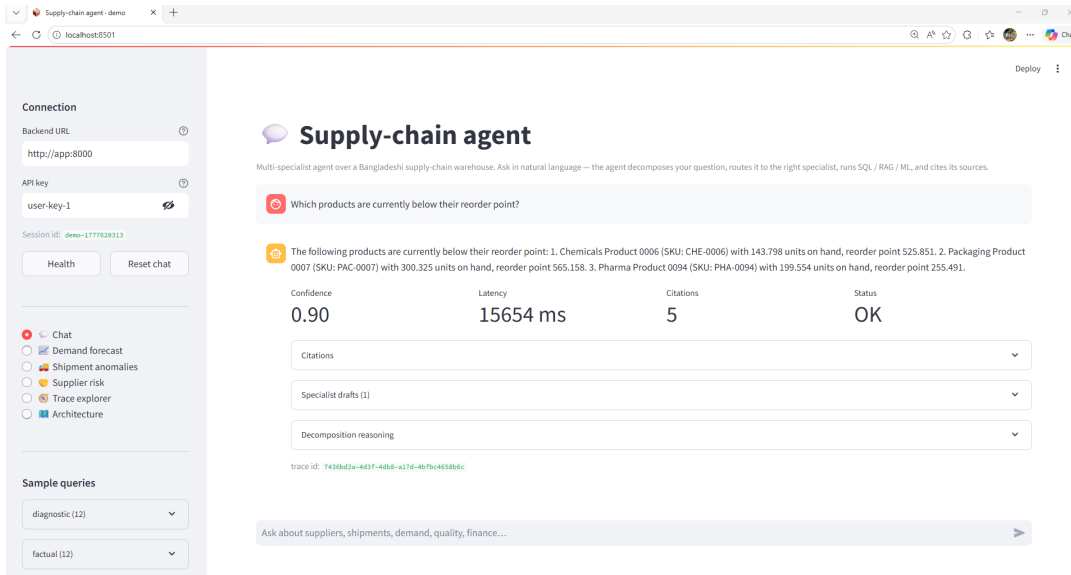 Supply-chain agent · demo
localhost:8501
Deploy
Connection
Backend URL
http://app:8000
API key
user-key-1
Session id: demo-1777620313
Health
Reset chat
Chat
Demand forecast
Shipment anomalies
Supplier risk
Trace explorer
Architecture
Sample queries
diagnostic (12)
factual (12)
Supply-chain agent
Multi-specialist agent over a Bangladeshi supply-chain warehouse. Ask in natural language — the agent decomposes your question, routes it to the right specialist, runs SQL / RAG / ML, and cites its sources.
Which products are currently below their reorder point?
The following products are currently below their reorder point: 1. Chemicals Product 0006 (SKU: CHE-0006) with 143.798 units on hand, reorder point 525.851. 2. Packaging Product
0007 (SKU: PAC-0007) with 300.325 units on hand, reorder point 565.158. 3. Pharma Product 0094 (SKU: PHA-0094) with 199.554 units on hand, reorder point 255.491.
Confidence
0.90
Latency
15654 ms
Citations
5
Status
OK
Citations
Specialist drafts (1)
Decomposition reasoning
trace id: 7436bd2a-4d3f-4db6-a17d-4bfbc4658b6c
Ask about suppliers, shipments, demand, quality, finance…